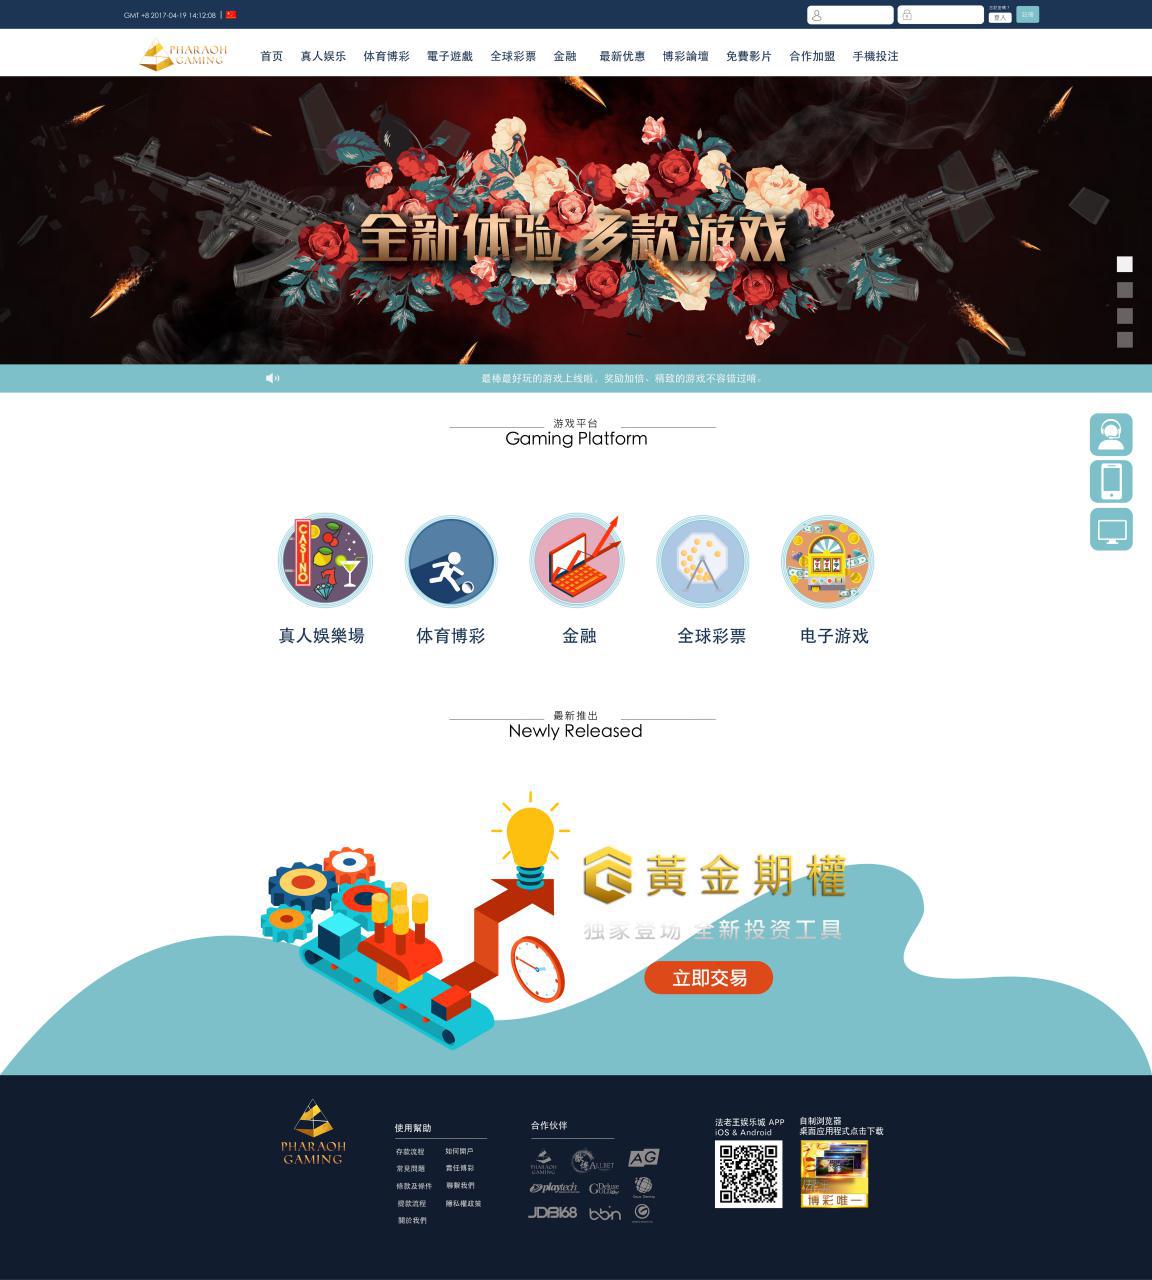 GMT +8 2017-04-19 14:12:08 |
忘記密碼？
登入
註冊
PHARAOH
GAMING
首页 真人娱乐 体育博彩 電子遊戲 全球彩票 金融 最新优惠 博彩論壇 免費影片 合作加盟 手機投注
全新体验 多款游戏
最棒最好玩的游戏上线啦，奖励加倍、精致的游戏不容错过唷。
游戏平台
Gaming Platform
CASINO
真人娛樂場 体育博彩 金融 全球彩票 电子游戏
最新推出
Newly Released
黃金期權
独家登场 全新投资工具
立即交易
PHARAOH
GAMING
使用幫助
存款流程 如何開戶
常見問題 責任博彩
條款及條件 聯繫我們
提款流程 隱私權政策
關於我們
合作伙伴
PHARAOH
GAMING
ALLBET
AG
playtech
JDB168
bbin
法老王娱乐城 APP
iOS & Android
自制浏览器
桌面应用程式点击下载
博彩唯一